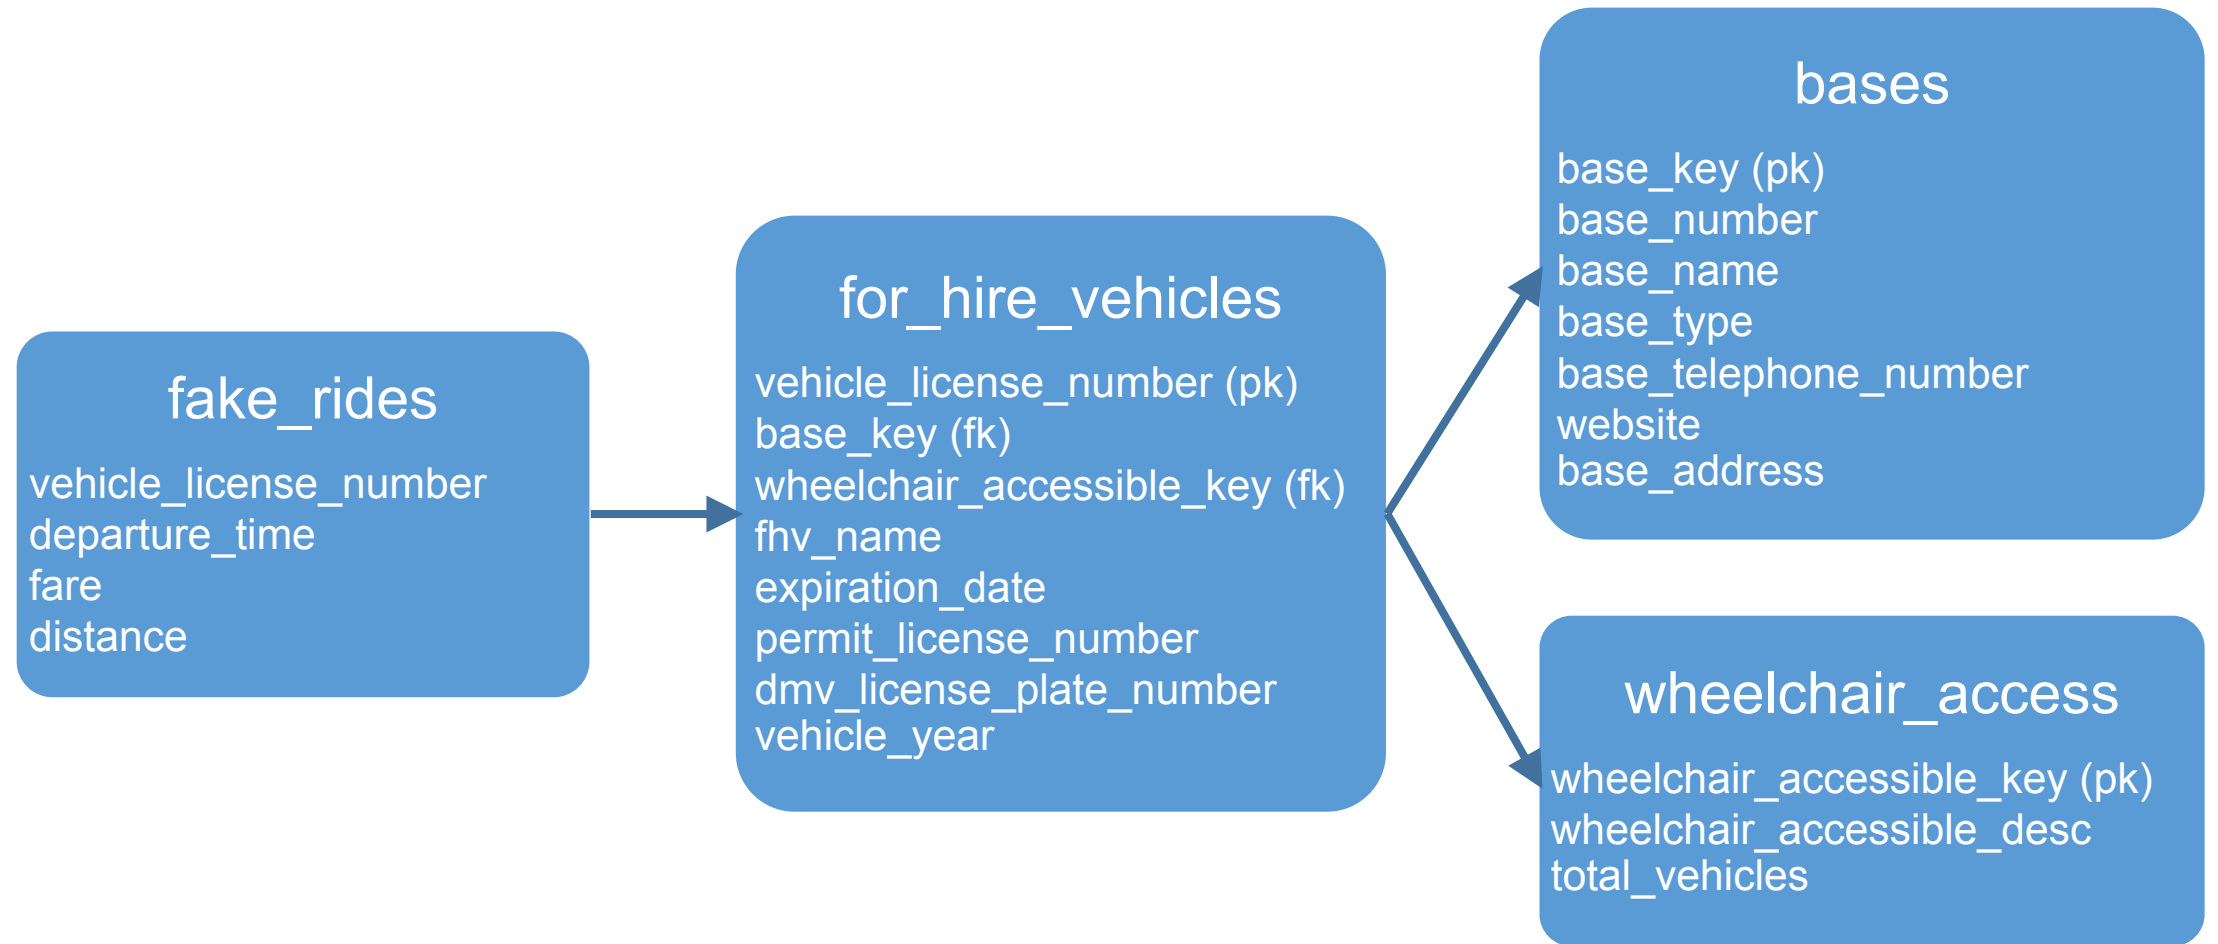 fake_rides
vehicle_license_number
departure_time
fare
distance
for_hire_vehicles
vehicle_license_number (pk)
base_key (fk)
wheelchair_accessible_key (fk)
fhv_name
expiration_date
permit_license_number
dmv_license_plate_number
vehicle_year
bases
base_key (pk)
base_number
base_name
base_type
base_telephone_number
website
base_address
wheelchair_access
wheelchair_accessible_key (pk)
wheelchair_accessible_desc
total_vehicles